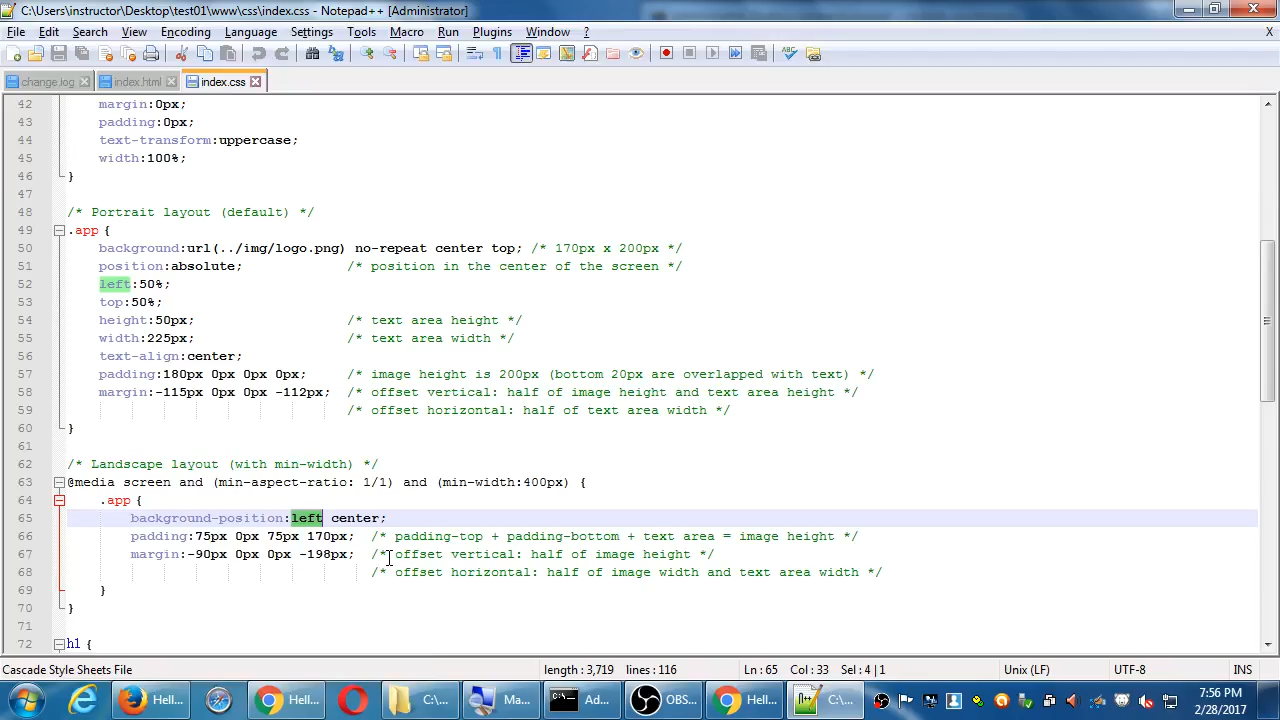 C:\Users\instructor\Desktop\test01\www\css\index.css - Notepad++ [Administrator]
File Edit Search View Encoding Language Settings Tools Macro Run Plugins Window ? X
change.log index.html index.css
42 margin:0px;
43 padding:0px;
44 text-transform:uppercase;
45 width:100%;
46 }
47
48 /* Portrait layout (default) */
49 .app {
50 background:url(../img/logo.png) no-repeat center top; /* 170px x 200px */
51 position:absolute; /* position in the center of the screen */
52 left:50%;
53 top:50%;
54 height:50px; /* text area height */
55 width:225px; /* text area width */
56 text-align:center;
57 padding:180px 0px 0px 0px; /* image height is 200px (bottom 20px are overlapped with text) */
58 margin:-115px 0px 0px -112px; /* offset vertical: half of image height and text area height */
59 /* offset horizontal: half of text area width */
60 }
61
62 /* Landscape layout (with min-width) */
63 @media screen and (min-aspect-ratio: 1/1) and (min-width:400px) {
64 .app {
65 background-position:left center;
66 padding:75px 0px 75px 170px; /* padding-top + padding-bottom + text area = image height */
67 margin:-90px 0px 0px -198px; /* offset vertical: half of image height */
68 /* offset horizontal: half of image width and text area width */
69 }
70 }
71
72 h1 {
Cascade Style Sheets File length : 3,719 lines : 116 Ln : 65 Col : 33 Sel : 4 | 1 Unix (LF) UTF-8 INS
Hell... Hell... C:\... Ma... Ad... OBS... Hell... C:\... 7:56 PM
2/28/2017